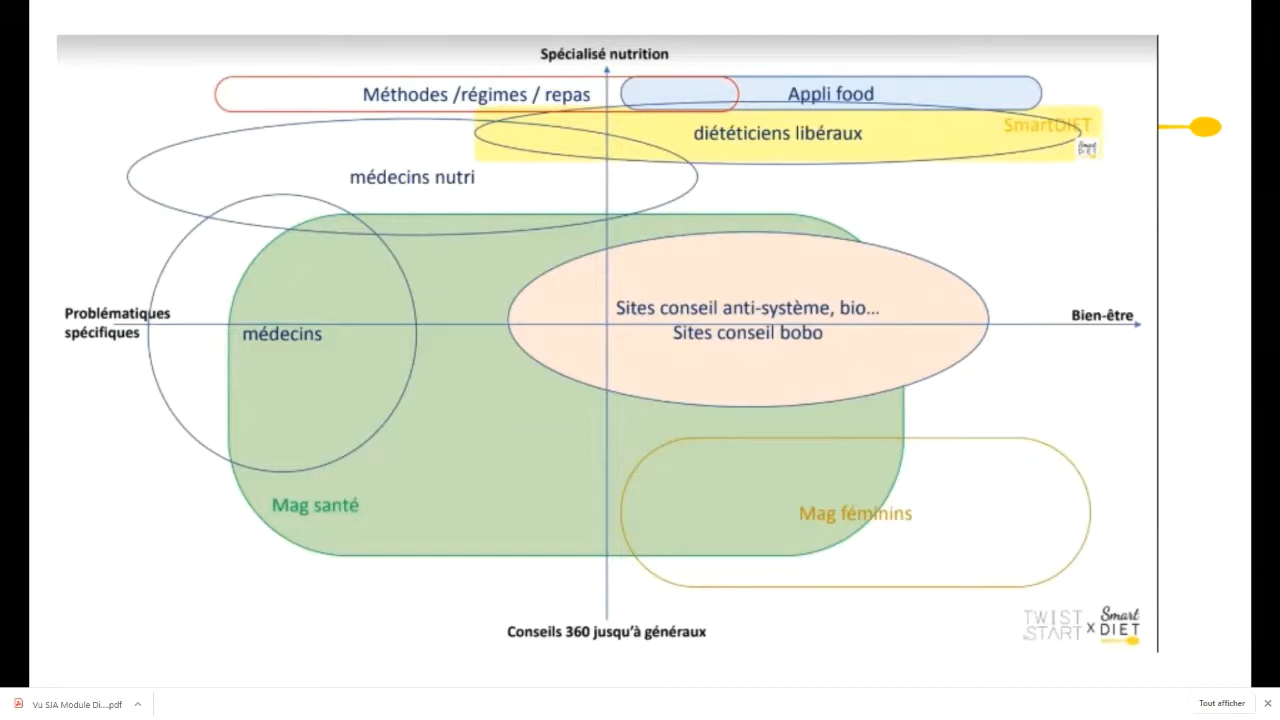 Spécialisé nutrition
Méthodes /régimes / repas
Appli food
SmartDIET
diététiciens libéraux
Smart
DIET
médecins nutri
Problématiques
spécifiques
Bien-être
Sites conseil anti-système, bio...
Sites conseil bobo
médecins
Mag santé
Mag féminins
TWIST
START x Smart
DIET
Conseils 360 jusqu'à généraux
Vu SJA Module Di....pdf
Tout afficher